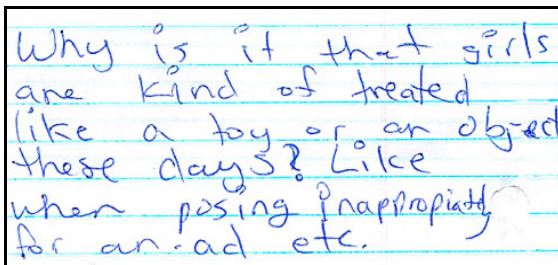 Why is it that girls
are kind of treated
like a toy or an object
these days? Like
when posing inappropiatly
for an ad etc.